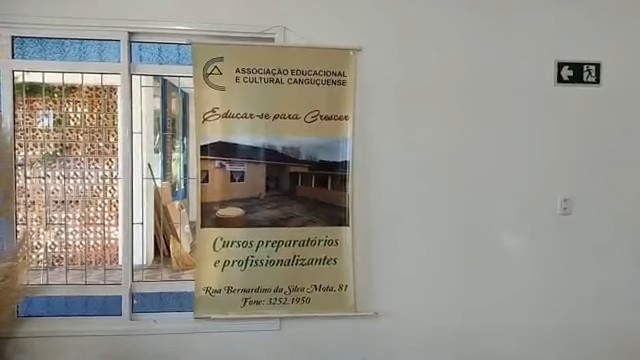 ASSOCIAÇÃO EDUCACIONAL
E CULTURAL CANGUÇUENSE
Educar-se para Crescer
Cursos preparatórios
e profissionalizantes
Rua Bernardino da Silva Mota, 81
Fone: 3252.1950